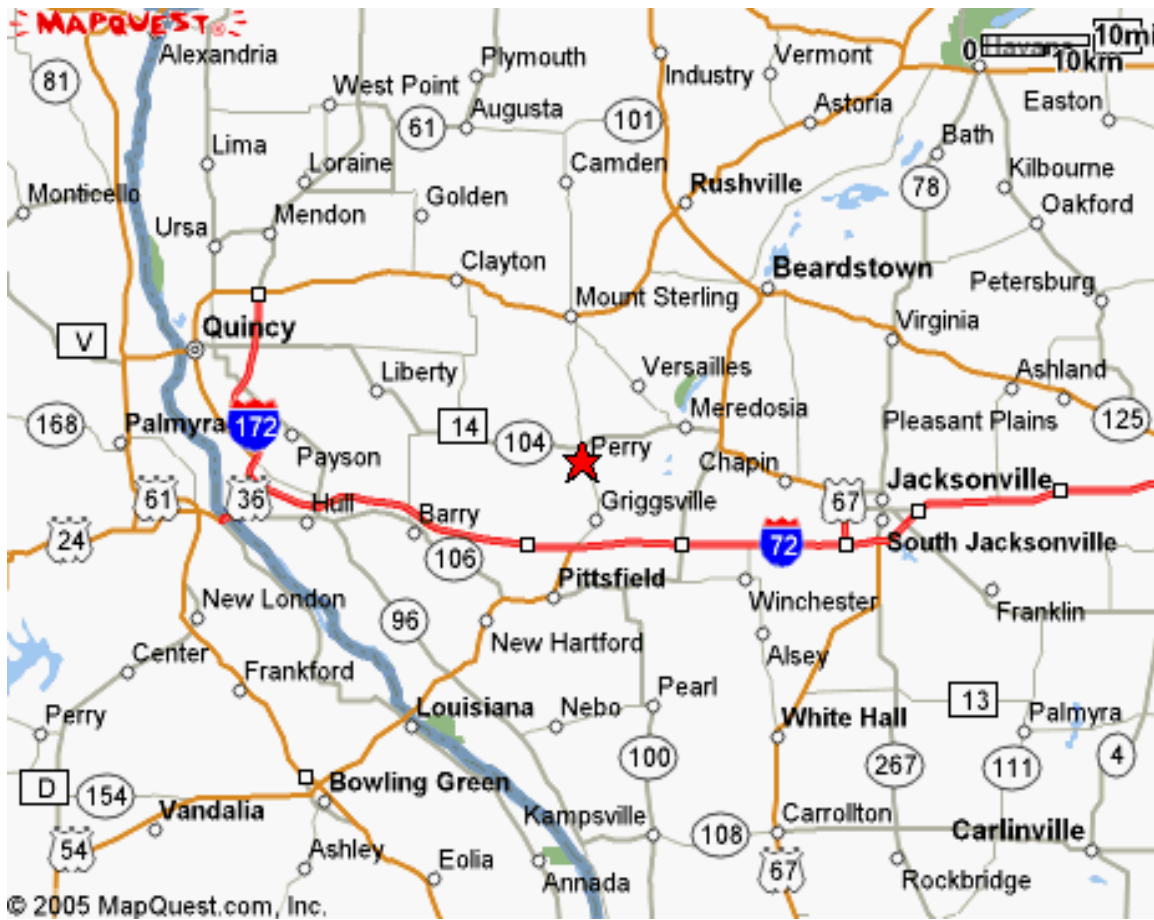 MAPQUEST
Alexandria
Plymouth
Vermont
0
10mi
Havana
10km
81
West Point
Industry
Easton
Augusta
61
101
Astoria
Lima
Loraine
Camden
Bath
Kilbourne
Monticello
Golden
Rushville
78
Mendon
Oakford
Ursa
Clayton
Beardstown
Petersburg
Mount Sterling
Quincy
Virginia
V
Versailles
Liberty
Ashland
Meredosia
168
Palmyra
172
14
104
Perry
Pleasant Plains
125
Payson
Chapin
Jacksonville
61
36
Hull
Griggsville
67
Barry
24
106
72
South Jacksonville
Pittsfield
New London
96
Winchester
Franklin
New Hartford
Center
Alsey
Frankford
Pearl
13
Perry
Louisiana
Nebo
White Hall
Palmyra
100
267
111
4
D
154
Bowling Green
Vandalia
Kampsville
108
Carrollton
Carlinville
54
Ashley
Eolia
Annada
67
Rockbridge
© 2005 MapQuest.com, Inc.